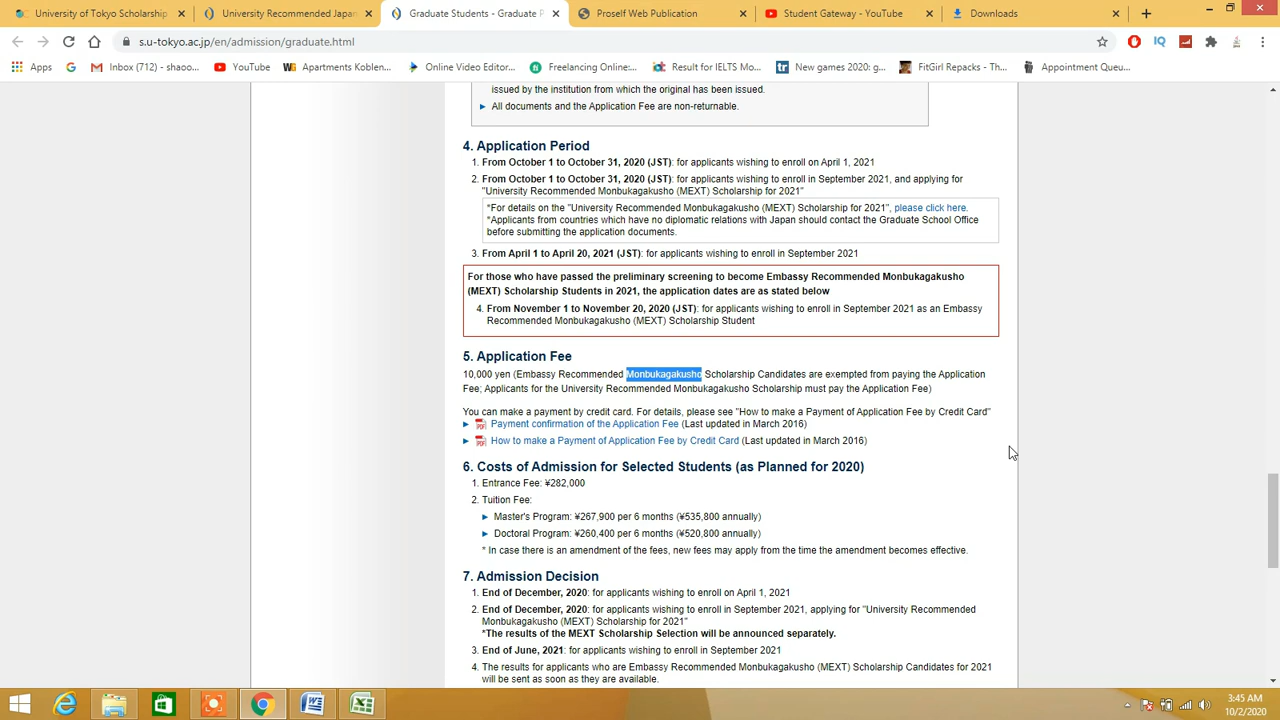 University of Tokyo Scholarship
University Recommended Japan
Graduate Students - Graduate P
Proself Web Publication
Student Gateway - YouTube
Downloads
s.u-tokyo.ac.jp/en/admission/graduate.html
Apps
Inbox (712) - shaoo...
YouTube
Apartments Koblen...
Online Video Editor...
Freelancing Online:...
Result for IELTS Mo...
New games 2020: g...
FitGirl Repacks - Th...
Appointment Queu...
issued by the institution from which the original has been issued.
All documents and the Application Fee are non-returnable.
4. Application Period
1. From October 1 to October 31, 2020 (JST): for applicants wishing to enroll on April 1, 2021
2. From October 1 to October 31, 2020 (JST): for applicants wishing to enroll in September 2021, and applying for
"University Recommended Monbukagakusho (MEXT) Scholarship for 2021"
*For details on the "University Recommended Monbukagakusho (MEXT) Scholarship for 2021", please click here.
*Applicants from countries which have no diplomatic relations with Japan should contact the Graduate School Office
before submitting the application documents.
3. From April 1 to April 20, 2021 (JST): for applicants wishing to enroll in September 2021
For those who have passed the preliminary screening to become Embassy Recommended Monbukagakusho
(MEXT) Scholarship Students in 2021, the application dates are as stated below
4. From November 1 to November 20, 2020 (JST): for applicants wishing to enroll in September 2021 as an Embassy
Recommended Monbukagakusho (MEXT) Scholarship Student
5. Application Fee
10,000 yen (Embassy Recommended Monbukagakusho Scholarship Candidates are exempted from paying the Application
Fee; Applicants for the University Recommended Monbukagakusho Scholarship must pay the Application Fee)
You can make a payment by credit card. For details, please see "How to make a Payment of Application Fee by Credit Card"
Payment confirmation of the Application Fee (Last updated in March 2016)
How to make a Payment of Application Fee by Credit Card (Last updated in March 2016)
6. Costs of Admission for Selected Students (as Planned for 2020)
1. Entrance Fee: ¥282,000
2. Tuition Fee:
Master's Program: ¥267,900 per 6 months (¥535,800 annually)
Doctoral Program: ¥260,400 per 6 months (¥520,800 annually)
* In case there is an amendment of the fees, new fees may apply from the time the amendment becomes effective.
7. Admission Decision
1. End of December, 2020: for applicants wishing to enroll on April 1, 2021
2. End of December, 2020: for applicants wishing to enroll in September 2021, applying for "University Recommended
Monbukagakusho (MEXT) Scholarship for 2021"
*The results of the MEXT Scholarship Selection will be announced separately.
3. End of June, 2021: for applicants wishing to enroll in September 2021
4. The results for applicants who are Embassy Recommended Monbukagakusho (MEXT) Scholarship Candidates for 2021
will be sent as soon as they are available.
3:45 AM
10/2/2020